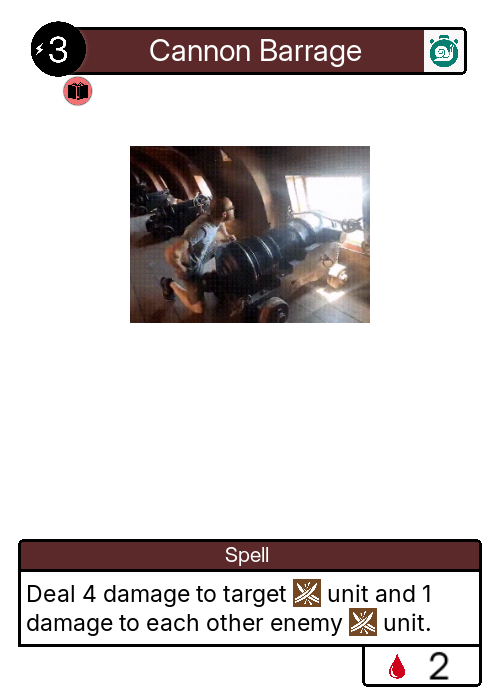 3
Cannon Barrage
Spell
Deal 4 damage to target unit and 1
damage to each other enemy unit.
2